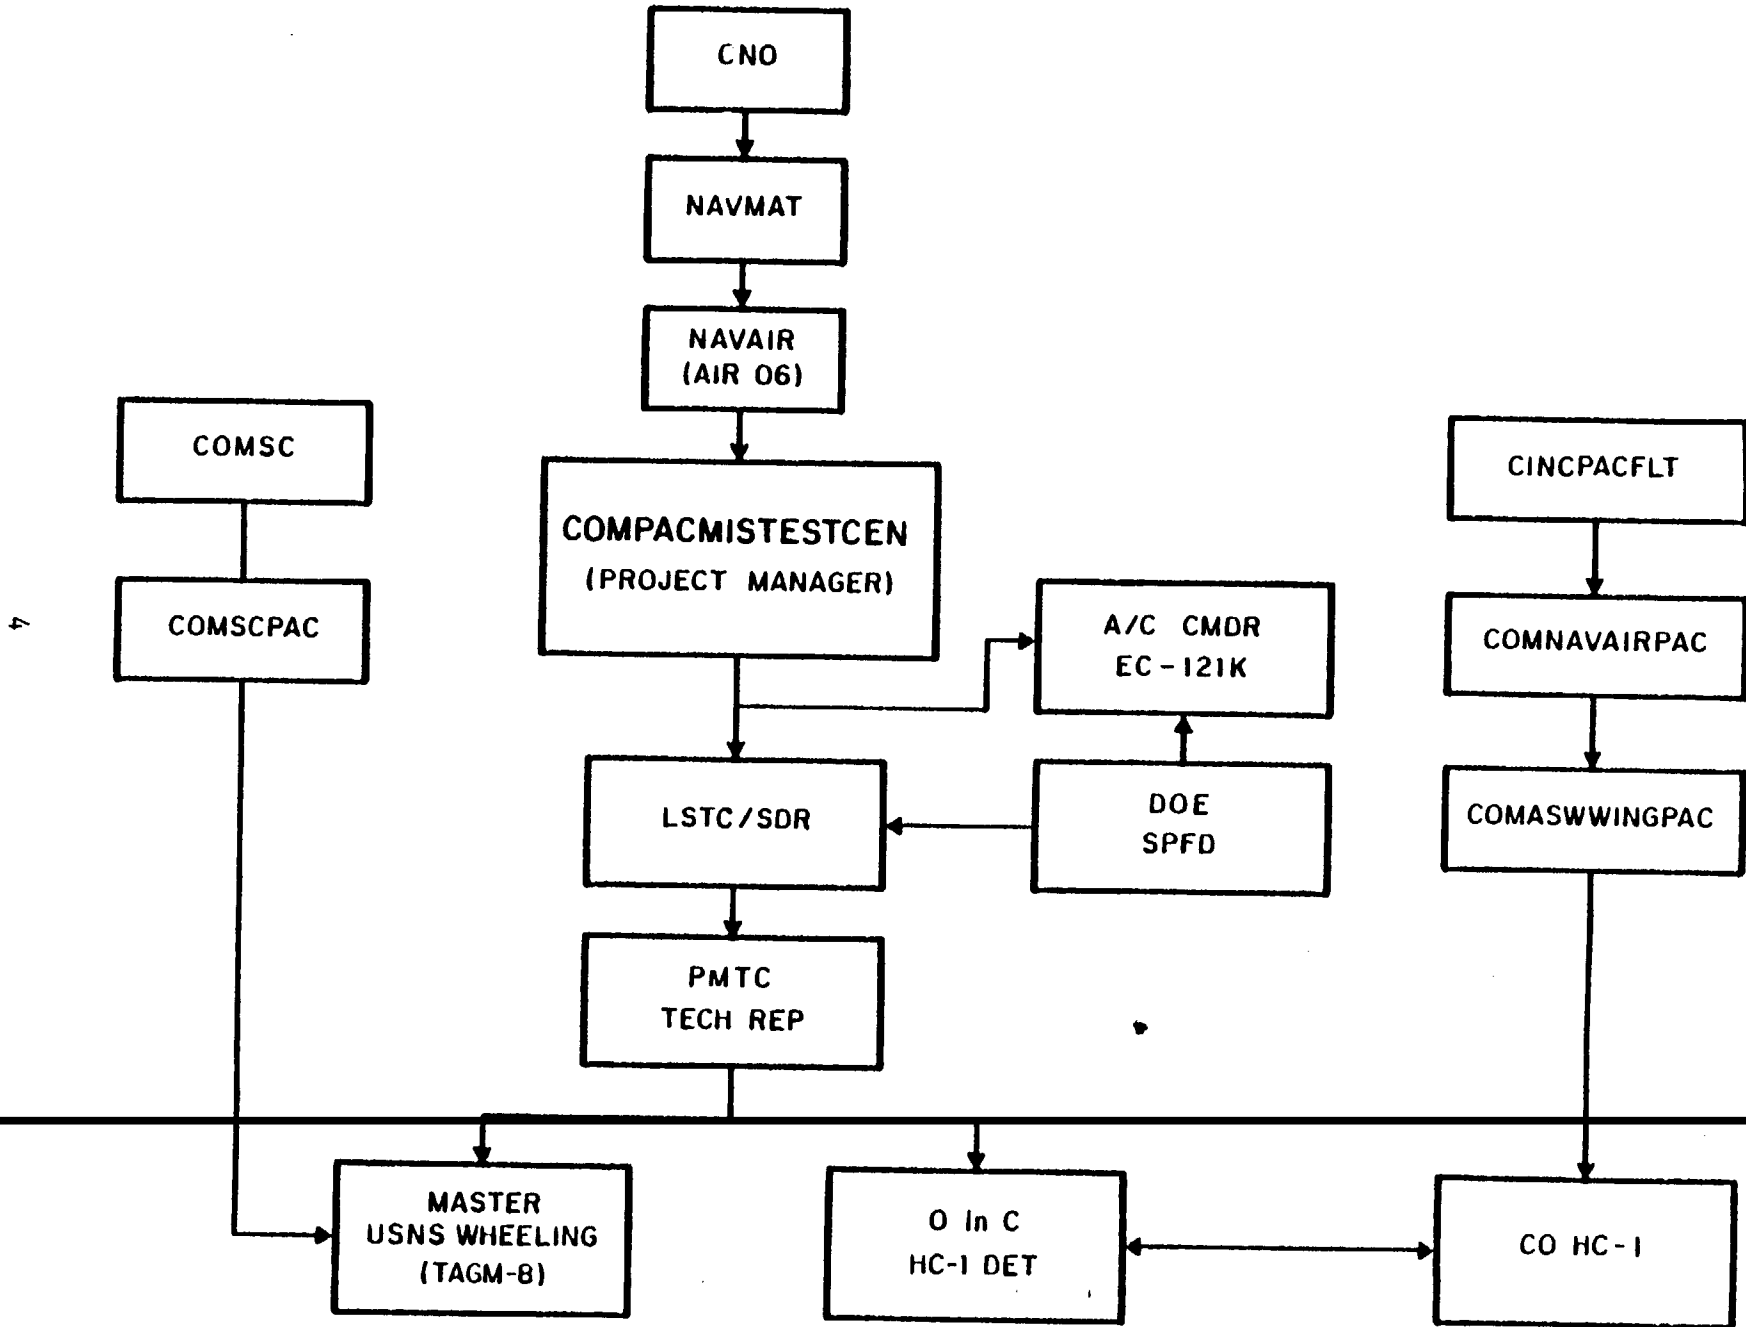 CNO
NAVMAT
NAVAIR
(AIR 06)
COMSC
CINCPACFLT
COMPACMISTESTCEN
(PROJECT MANAGER)
COMSCPAC
A/C CMDR
EC-121K
COMNAVAIRPAC
4
LSTC/SDR
DOE
SPFD
COMASWWINGPAC
PMTC
TECH REP
MASTER
USNS WHEELING
(TAGM-8)
O In C
HC-1 DET
CO HC-1